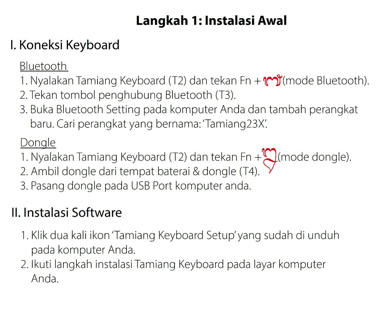 Langkah 1: Instalasi Awal
I. Koneksi Keyboard
Bluetooth
1. Nyalakan Tamiang Keyboard (T2) dan tekan Fn + (mode Bluetooth).
2. Tekan tombol penghubung Bluetooth (T3).
3. Buka Bluetooth Setting pada komputer Anda dan tambah perangkat
baru. Cari perangkat yang bernama: 'Tamiang23X'.
Dongle
1. Nyalakan Tamiang Keyboard (T2) dan tekan Fn + (mode dongle).
2. Ambil dongle dari tempat baterai & dongle (T4).
3. Pasang dongle pada USB Port komputer anda.
II. Instalasi Software
1. Klik dua kali ikon 'Tamiang Keyboard Setup' yang sudah di unduh
pada komputer Anda.
2. Ikuti langkah instalasi Tamiang Keyboard pada layar komputer
Anda.